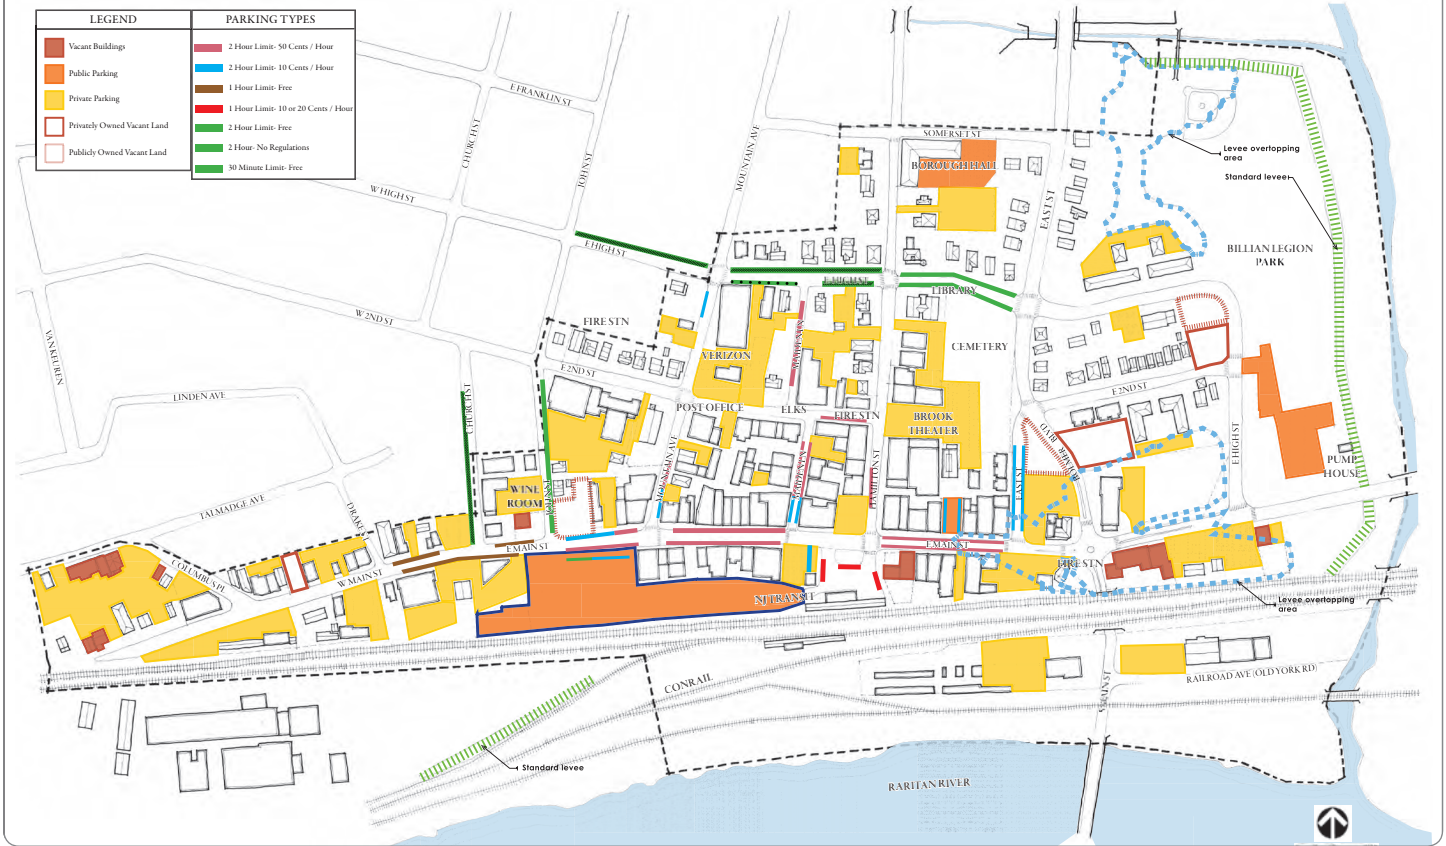 LEGEND
Vacant Buildings
Public Parking
Private Parking
Privately Owned Vacant Land
Publicly Owned Vacant Land
PARKING TYPES
2 Hour Limit- 50 Cents / Hour
2 Hour Limit- 10 Cents / Hour
1 Hour Limit- Free
1 Hour Limit- 10 or 20 Cents / Hour
2 Hour Limit- Free
2 Hour- No Regulations
30 Minute Limit- Free
E FRANKLIN ST
CHURCH ST
JOHN ST
MOUNTAIN AVE
SOMERSET ST
BOROUGH HALL
Levee overtopping
area
Standard levee
W HIGH ST
EAST ST
E HIGH ST
BILLIAN LEGION
PARK
E HIGH ST
LIBRARY
W 2ND ST
FIRE STN
VAN KEUREN
VERIZON
CEMETERY
E 2ND ST
E 2ND ST
LINDEN AVE
CHURCH ST
POST OFFICE
ELKS
FIRE STN
BROOK
THEATER
BLVD
E HIGH ST
MOUNTAIN AVE
HAMILTON ST
PUMP
HOUSE
WINE
ROOM
EAST ST
TALMADGE AVE
E MAIN ST
E MAIN ST
COLUMBUS PL
W MAIN ST
FIRE STN
NJ TRANSIT
Levee overtopping
area
CONRAIL
RAILROAD AVE (OLD YORK RD)
S MAIN ST
Standard levee
RARITAN RIVER